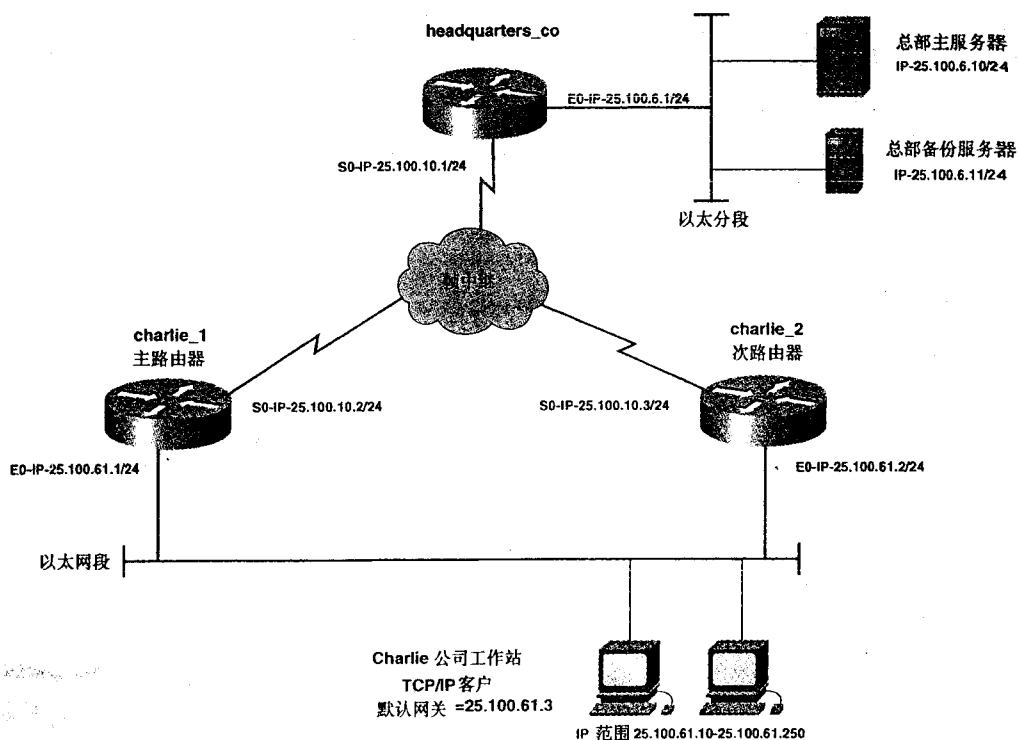 headquarters_co
总部主服务器
IP-25.100.6.10/24
E0-IP-25.100.6.1/24
总部备份服务器
IP-25.100.6.11/24
S0-IP-25.100.10.1/24
以太分段
帧中继
charlie_1
主路由器
charlie_2
次路由器
S0-IP-25.100.10.2/24
S0-IP-25.100.10.3/24
E0-IP-25.100.61.1/24
E0-IP-25.100.61.2/24
以太网段
Charlie 公司工作站
TCP/IP 客户
默认网关 =25.100.61.3
IP 范围 25.100.61.10-25.100.61.250